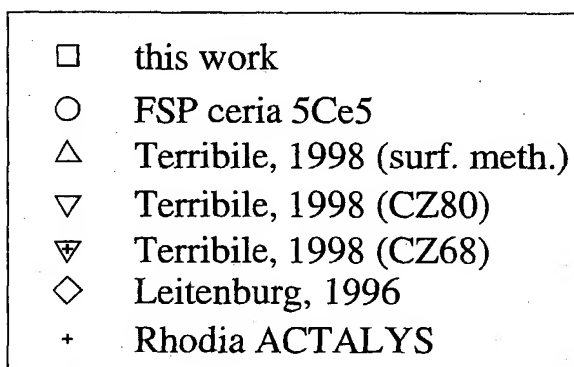 this work
FSP ceria 5Ce5
Terribile, 1998 (surf. meth.)
Terribile, 1998 (CZ80)
Terribile, 1998 (CZ68)
Leitenburg, 1996
Rhodia ACTALYS